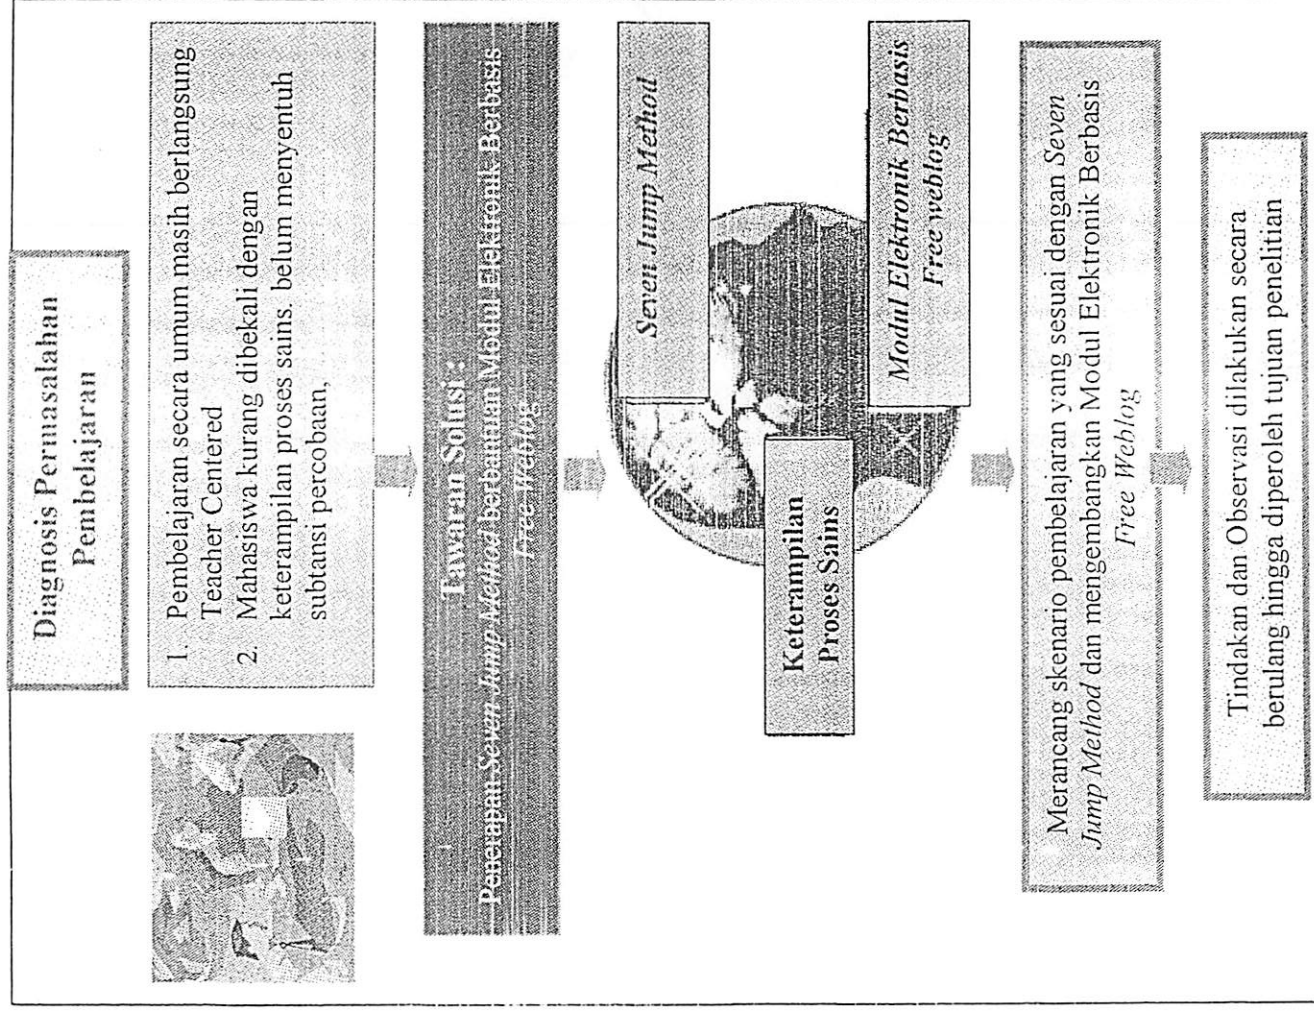 Diagnosis Permasalahan
Pembelajaran
1. Pembelajaran secara umum masih berlangsung
Teacher Centered
2. Mahasiswa kurang dibekali dengan
keterampilan proses sains. belum menyentuh
subtansi percobaan,
Tawaran Solusi :
Penerapan Seven Jump Method berbantuan Modul Elektronik Berbasis
Free Weblog
Seven Jump Method
Keterampilan
Proses Sains
Modul Elektronik Berbasis
Free weblog
Merancang skenario pembelajaran yang sesuai dengan Seven
Jump Method dan mengembangkan Modul Elektronik Berbasis
Free Weblog
Tindakan dan Observasi dilakukan secara
berulang hingga diperoleh tujuan penelitian